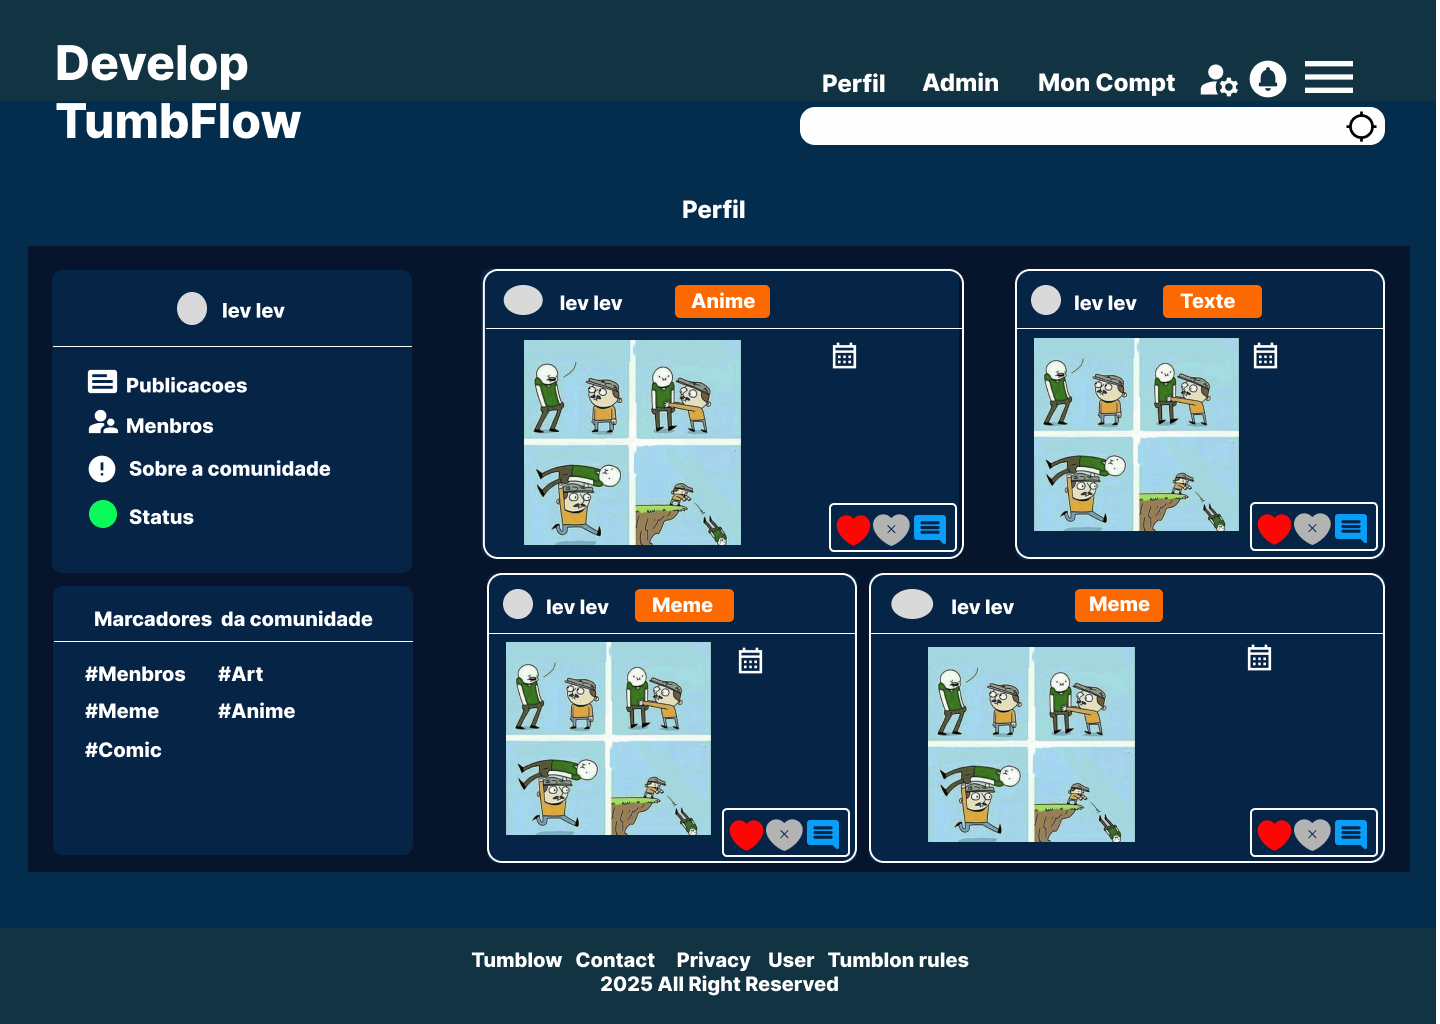 Develop
TumbFlow
Perfil
Admin
Mon Compt
Perfil
lev lev
Publicacoes
Menbros
Sobre a comunidade
Status
Marcadores da comunidade
#Menbros #Art
#Meme #Anime
#Comic
lev lev
Anime
lev lev
Texte
lev lev
Meme
lev lev
Meme
Tumblow Contact Privacy User Tumblon rules
2025 All Right Reserved